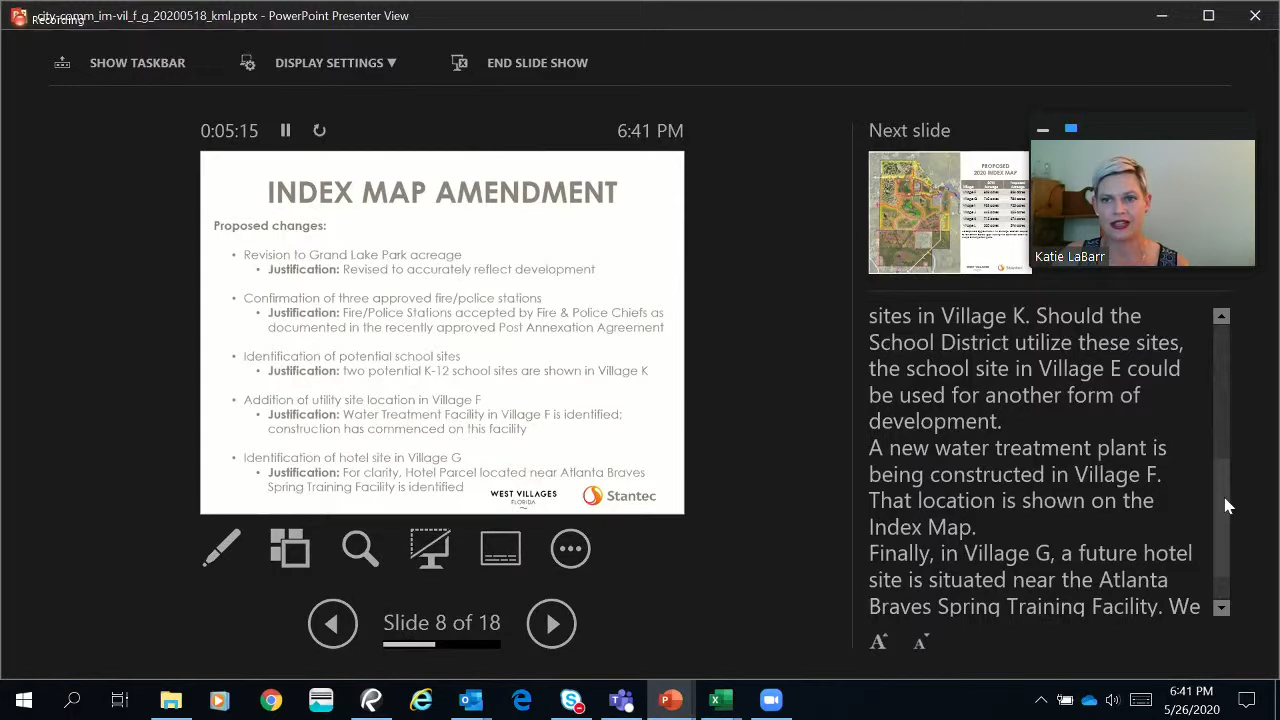 city-comm_im-vil_f_g_20200518_kml.pptx - PowerPoint Presenter View
Recording
SHOW TASKBAR
DISPLAY SETTINGS ▼
END SLIDE SHOW
0:05:15
6:41 PM
Next slide
INDEX MAP AMENDMENT
Proposed changes:
• Revision to Grand Lake Park acreage
• Justification: Revised to accurately reflect development
• Confirmation of three approved fire/police stations
• Justification: Fire/Police Stations accepted by Fire & Police Chiefs as
documented in the recently approved Post Annexation Agreement
• Identification of potential school sites
• Justification: two potential K-12 school sites are shown in Village K
• Addition of utility site location in Village F
• Justification: Water Treatment Facility in Village F is identified;
construction has commenced on this facility
• Identification of hotel site in Village G
• Justification: For clarity, Hotel Parcel located near Atlanta Braves
Spring Training Facility is identified
WEST VILLAGES
FLORIDA
Stantec
PROPOSED
2020 INDEX MAP
WEST VILLAGES
Stantec
Katie LaBarr
sites in Village K. Should the
School District utilize these sites,
the school site in Village E could
be used for another form of
development.
A new water treatment plant is
being constructed in Village F.
That location is shown on the
Index Map.
Finally, in Village G, a future hotel
site is situated near the Atlanta
Braves Spring Training Facility. We
Slide 8 of 18
A A
6:41 PM
5/26/2020